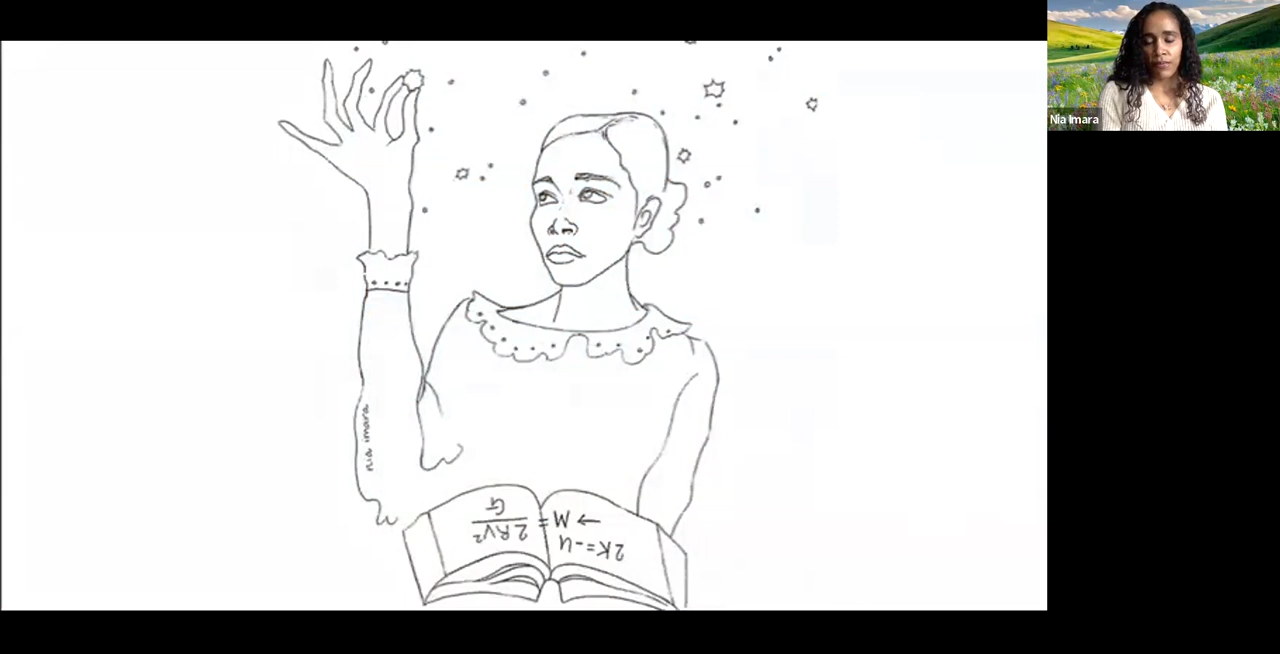 Nia Imara
nia imara
2K=-U
→ M = 2RV²
G